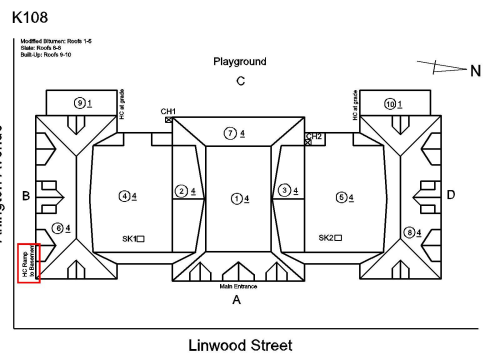 K108
Modified Bitumen: Roofs 1-5
Slate: Roofs 6-8
Built-Up: Roofs 9-10
Playground
C
N
9 1
HC at grade
CH1
7 4
CH2
HC at grade
10 1
B
4 4
2 4
1 4
3 4
5 4
D
6 4
8 4
SK1
SK2
HC Ramp
to Basement
Main Entrance
A
Linwood Street